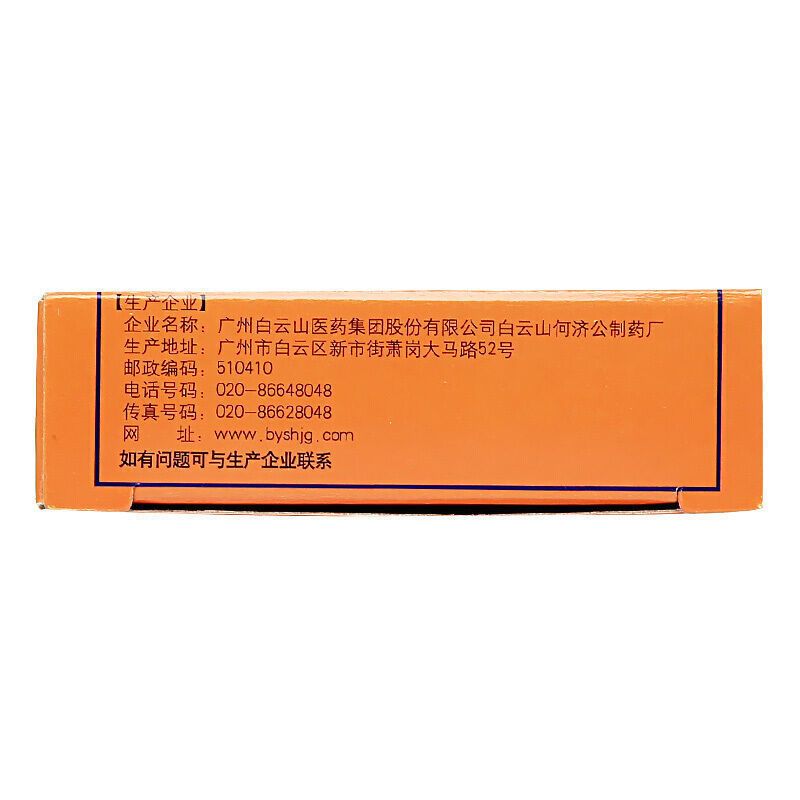 【生产企业】
企业名称：广州白云山医药集团股份有限公司白云山何济公制药厂
生产地址：广州市白云区新市街萧岗大马路52号
邮政编码：510410
电话号码：020-86648048
传真号码：020-86628048
网　　址：www.byshjg.com
如有问题可与生产企业联系